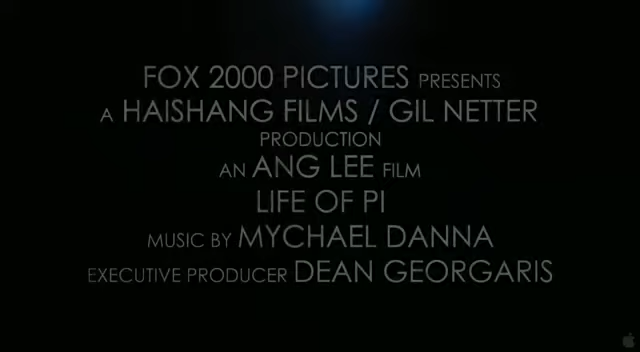 FOX 2000 PICTURES PRESENTS
A HAISHANG FILMS / GIL NETTER
PRODUCTION
AN ANG LEE FILM
LIFE OF PI
MUSIC BY MYCHAEL DANNA
EXECUTIVE PRODUCER DEAN GEORGARIS